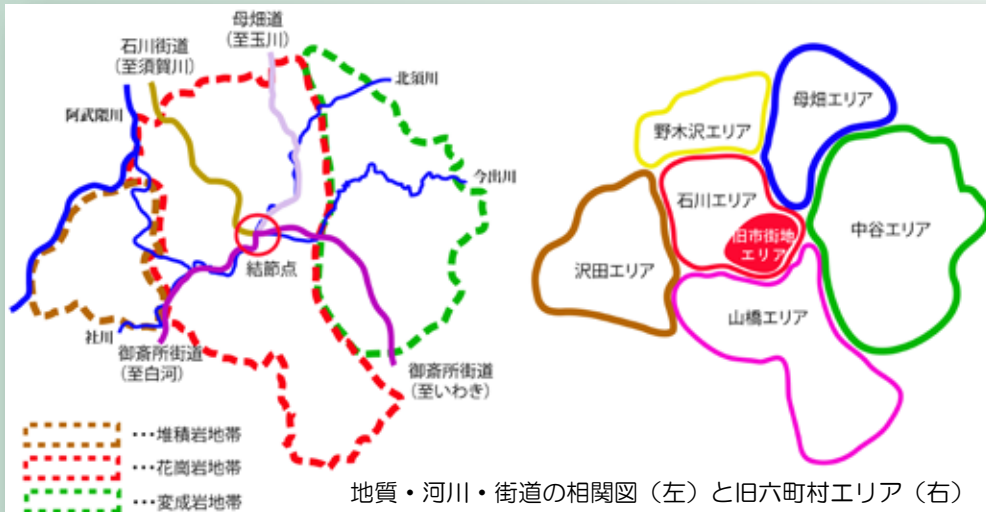 母畑道
(至玉川)
石川街道
(至須賀川)
北須川
阿武隈川
今出川
結節点
社川
御斎所街道
(至白河)
御斎所街道
(至いわき)
・・・堆積岩地帯
・・・花崗岩地帯
・・・変成岩地帯
母畑エリア
野木沢エリア
石川エリア
旧市街地
エリア
中谷エリア
沢田エリア
山橋エリア
地質・河川・街道の相関図(左)と旧六町村エリア(右)